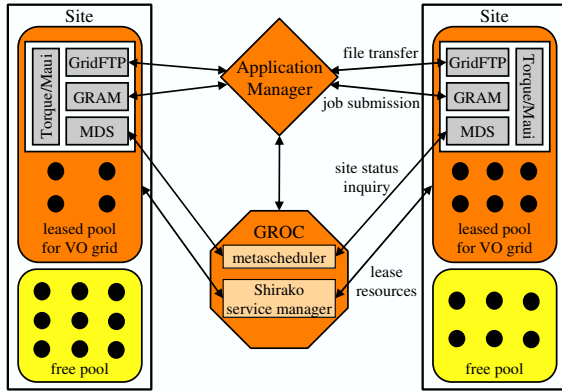 Site
Torque/Maui
GridFTP
GRAM
MDS
leased pool
for VO grid
free pool
Application
Manager
file transfer
job submission
site status
inquiry
GROC
metascheduler
Shirako
service manager
lease
resources
Site
GridFTP
GRAM
MDS
Torque/Maui
leased pool
for VO grid
free pool